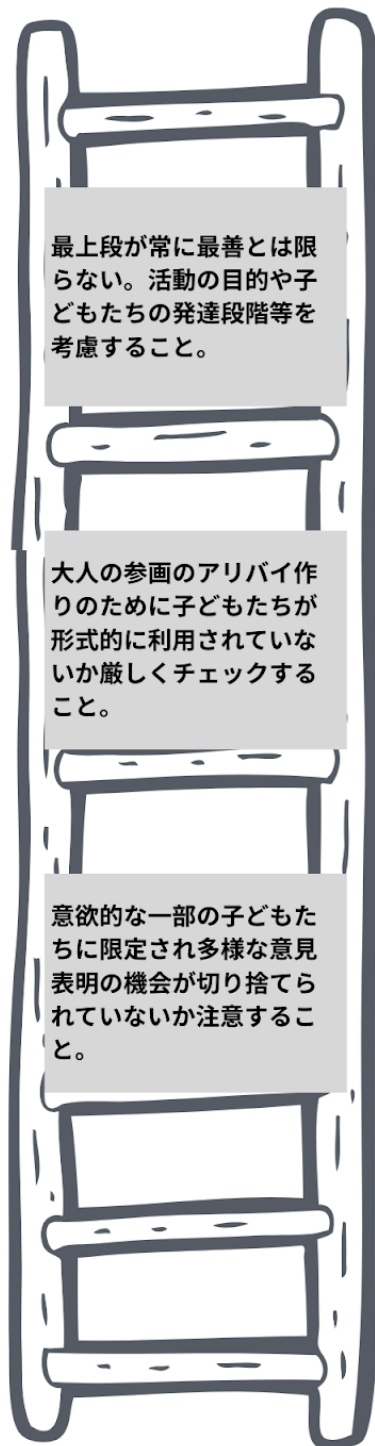 最上段が常に最善とは限
らない。活動の目的や子
どもたちの発達段階等を
考慮すること。
大人の参画のアリバイ作
りのために子どもたちが
形式的に利用されていな
いか厳しくチェックする
こと。
意欲的な一部の子どもた
ちに限定され多様な意見
表明の機会が切り捨てら
れていないか注意するこ
と。